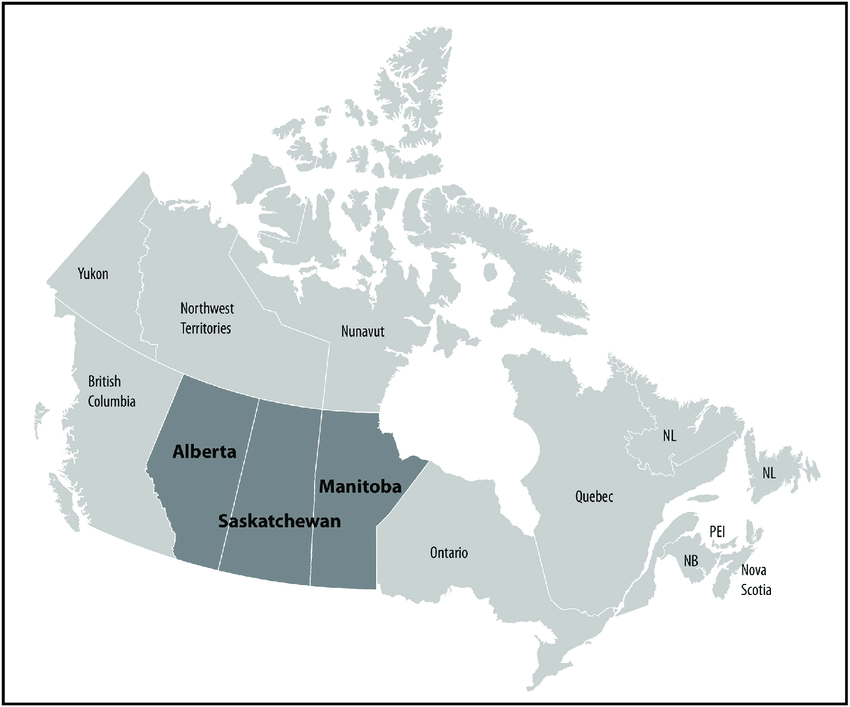 Yukon
Northwest
Territories
Nunavut
British
Columbia
Alberta
Saskatchewan
Manitoba
Ontario
Quebec
NL
NL
PEI
NB
Nova
Scotia